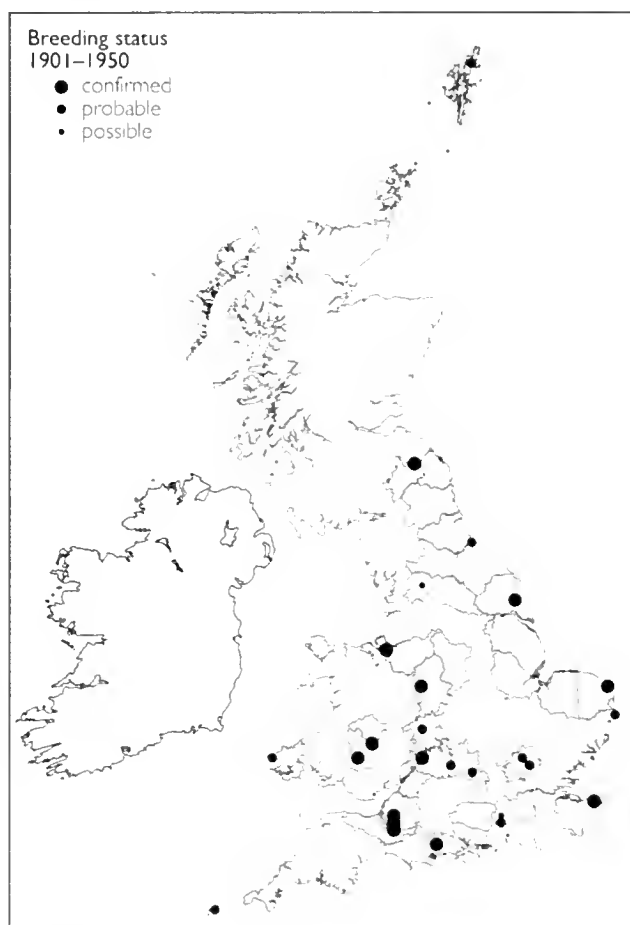 Breeding status
1901–1950
confirmed
probable
possible